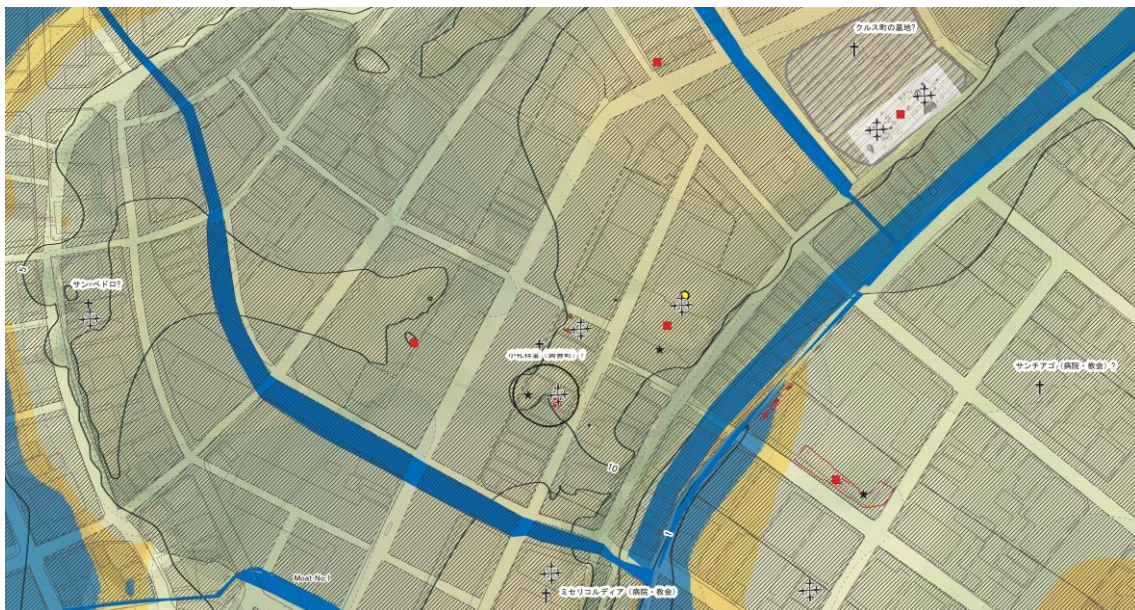 クルス町の墓地?
5
サン・ペドロ?
サンチアゴ（病院・教会）?
10
1
Moat No.1
ミセリコルディア（病院・教会）